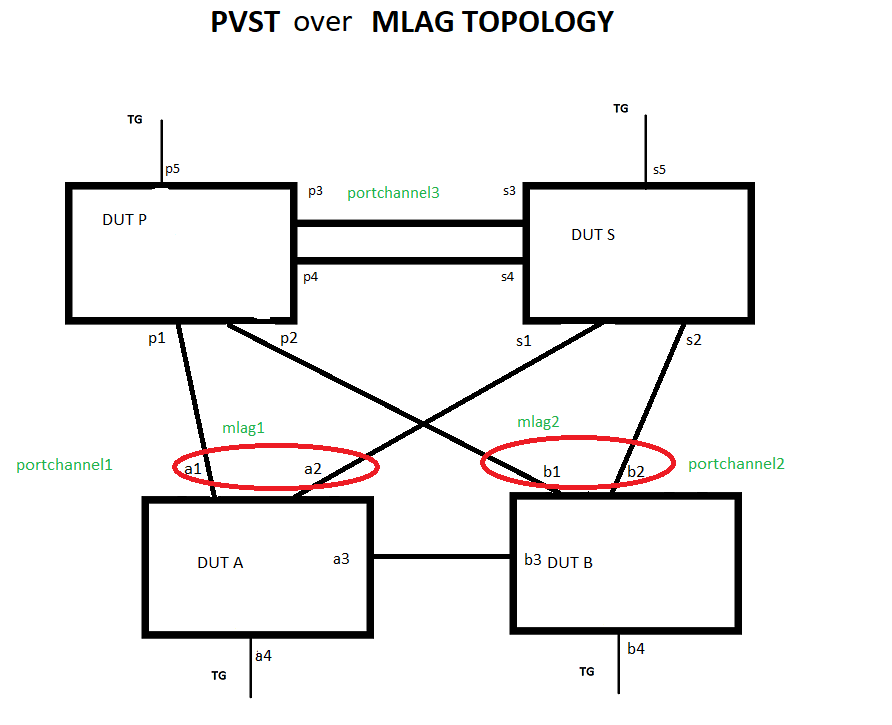 PVST over MLAG TOPOLOGY
TG
TG
p5
s5
p3
portchannel3
s3
DUT P
DUT S
p4
s4
p1
p2
s1
s2
mlag1
mlag2
portchannel1
a1
a2
b1
b2
portchannel2
DUT A
a3
b3
DUT B
a4
b4
TG
TG